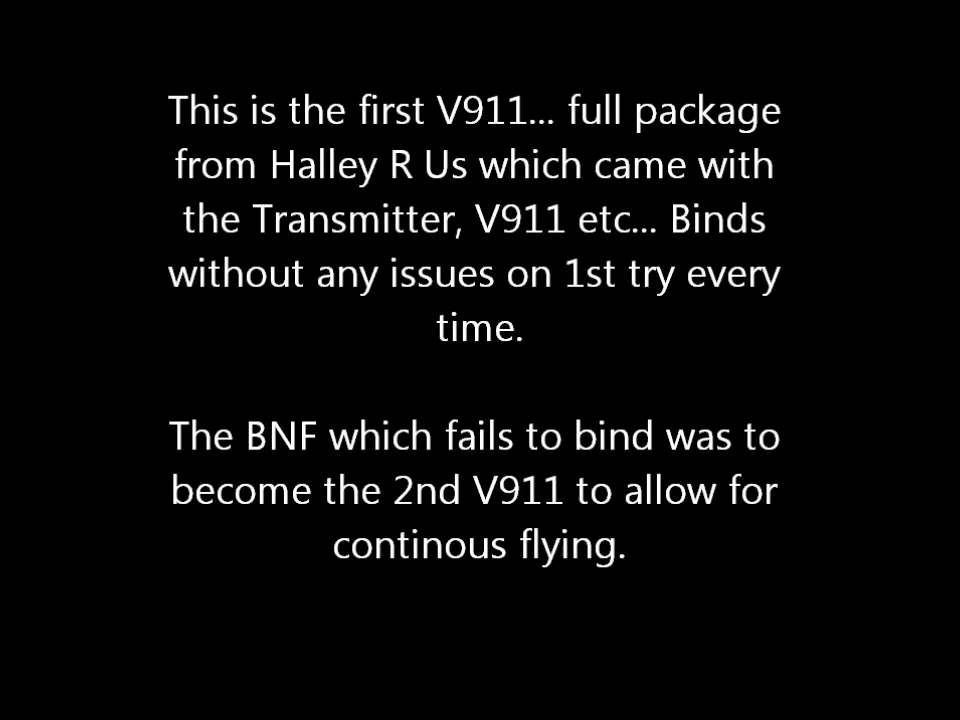 This is the first V911... full package
from Halley R Us which came with
the Transmitter, V911 etc... Binds
without any issues on 1st try every
time.
The BNF which fails to bind was to
become the 2nd V911 to allow for
continous flying.